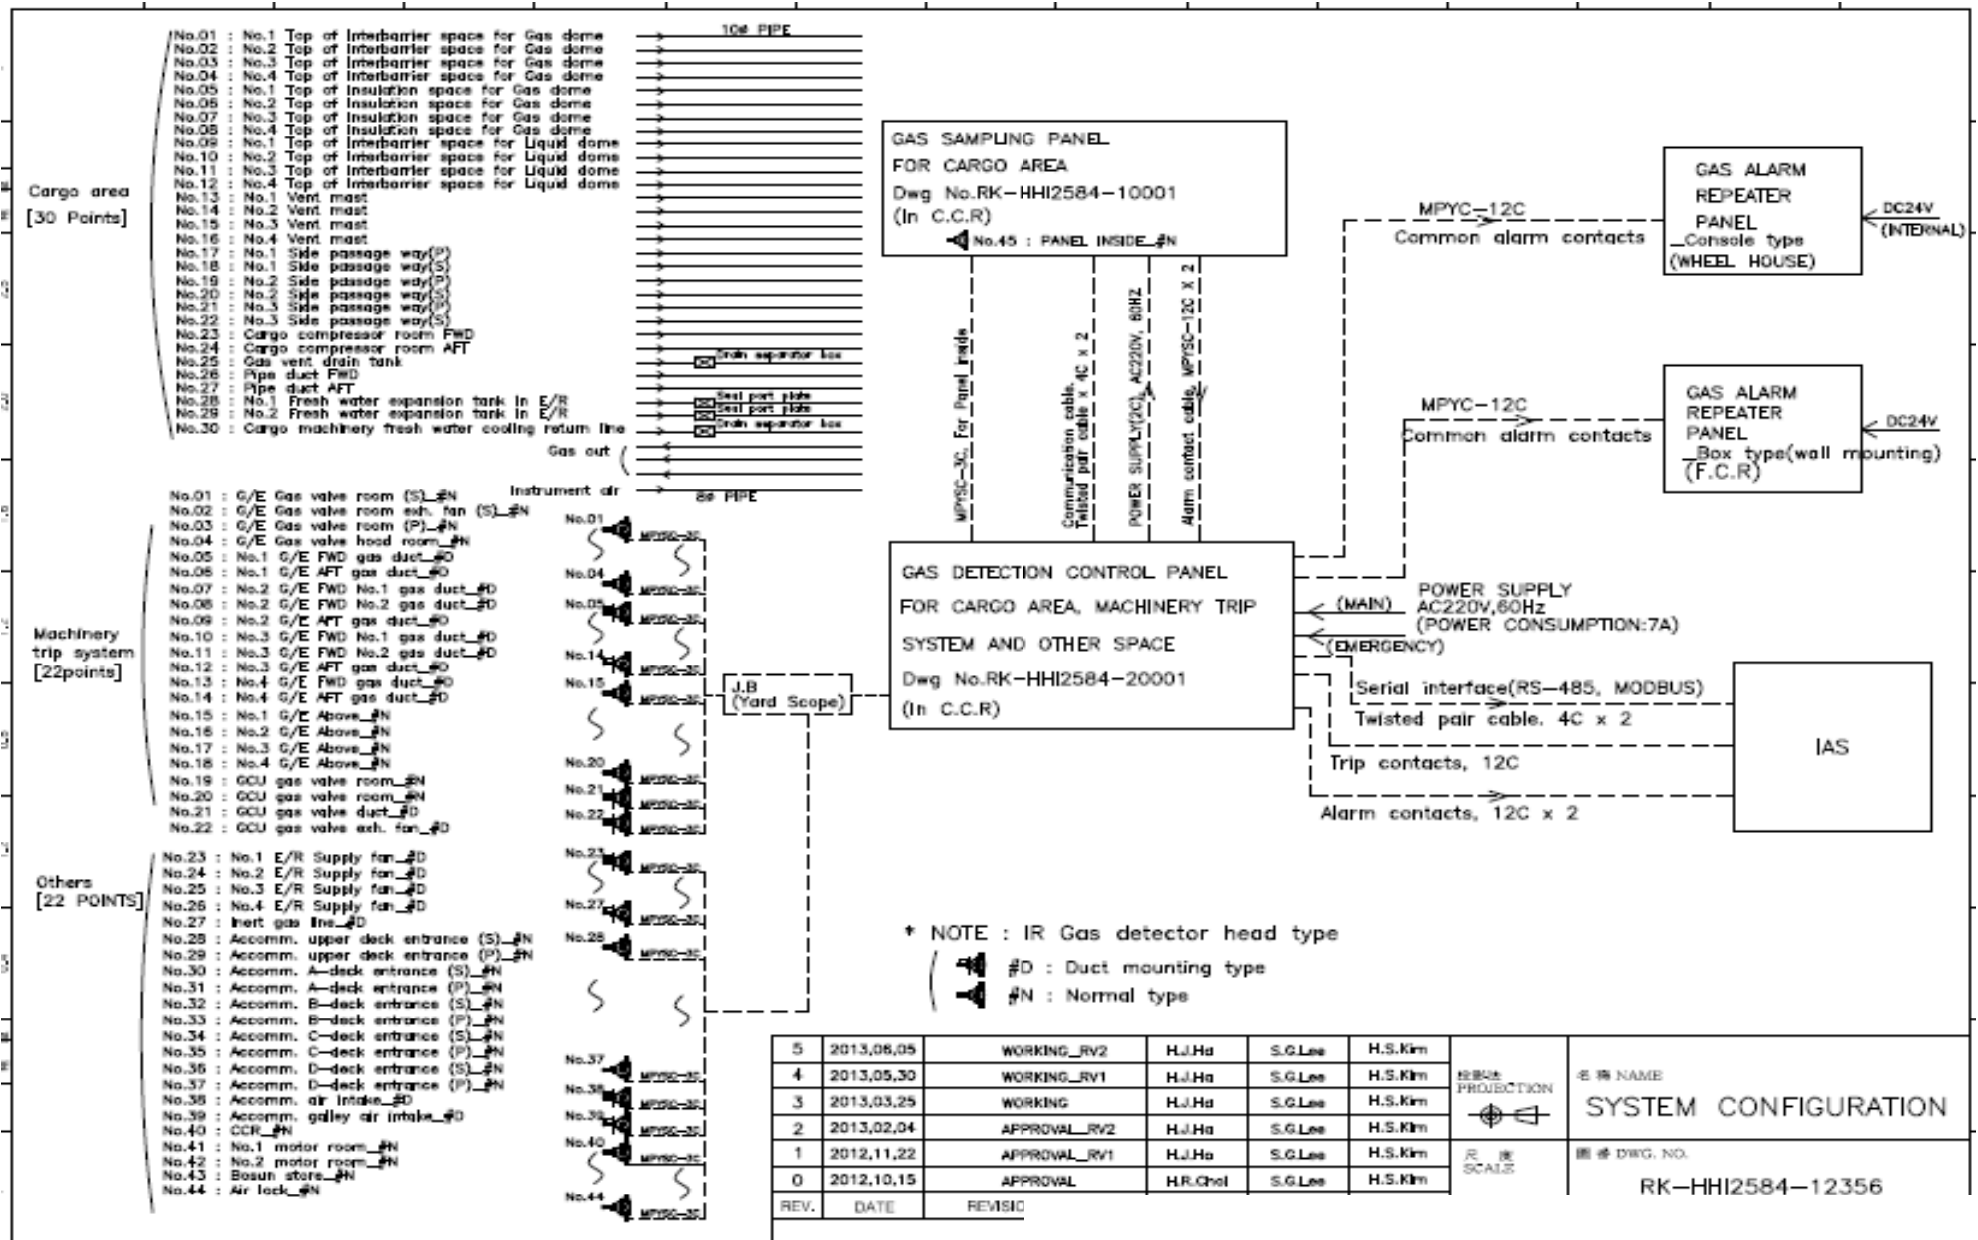 No.01 : No.1 Top of Interbarrier space for Gas dome
No.02 : No.2 Top of Interbarrier space for Gas dome
No.03 : No.3 Top of Interbarrier space for Gas dome
No.04 : No.4 Top of Interbarrier space for Gas dome
No.05 : No.1 Top of Insulation space for Gas dome
No.06 : No.2 Top of Insulation space for Gas dome
No.07 : No.3 Top of Insulation space for Gas dome
No.08 : No.4 Top of Insulation space for Gas dome
No.09 : No.1 Top of Interbarrier space for Liquid dome
No.10 : No.2 Top of Interbarrier space for Liquid dome
No.11 : No.3 Top of Interbarrier space for Liquid dome
No.12 : No.4 Top of Interbarrier space for Liquid dome
No.13 : No.1 Vent mast
No.14 : No.2 Vent mast
No.15 : No.3 Vent mast
No.16 : No.4 Vent mast
No.17 : No.1 Side passage way(P)
No.18 : No.1 Side passage way(S)
No.19 : No.2 Side passage way(P)
No.20 : No.2 Side passage way(S)
No.21 : No.3 Side passage way(P)
No.22 : No.3 Side passage way(S)
No.23 : Cargo compressor room FWD
No.24 : Cargo compressor room AFT
No.25 : Gas vent drain tank
No.26 : Pipe duct FWD
No.27 : Pipe duct AFT
No.28 : No.1 Fresh water expansion tank in E/R
No.29 : No.2 Fresh water expansion tank in E/R
No.30 : Cargo machinery fresh water cooling return line
Cargo area
[30 Points]
10ø PIPE
Drain separator box
Seal port plate
Seal port plate
Drain separator box
Gas out
Instrument air
8ø PIPE
No.01 : G/E Gas valve room (S)_#N
No.02 : G/E Gas valve room exh. fan (S)_#N
No.03 : G/E Gas valve room (P)_#N
No.04 : G/E Gas valve hood room_#N
No.05 : No.1 G/E FWD gas duct_#D
No.06 : No.1 G/E AFT gas duct_#D
No.07 : No.2 G/E FWD No.1 gas duct_#D
No.08 : No.2 G/E FWD No.2 gas duct_#D
No.09 : No.2 G/E AFT gas duct_#D
No.10 : No.3 G/E FWD No.1 gas duct_#D
No.11 : No.3 G/E FWD No.2 gas duct_#D
No.12 : No.3 G/E AFT gas duct_#D
No.13 : No.4 G/E FWD gas duct_#D
No.14 : No.4 G/E AFT gas duct_#D
No.15 : No.1 G/E Above_#N
No.16 : No.2 G/E Above_#N
No.17 : No.3 G/E Above_#N
No.18 : No.4 G/E Above_#N
No.19 : GCU gas valve room_#N
No.20 : GCU gas valve room_#N
No.21 : GCU gas valve duct_#D
No.22 : GCU gas valve exh. fan_#D
Machinery
trip system
[22points]
No.23 : No.1 E/R Supply fan_#D
No.24 : No.2 E/R Supply fan_#D
No.25 : No.3 E/R Supply fan_#D
No.26 : No.4 E/R Supply fan_#D
No.27 : Inert gas line_#D
No.28 : Accomm. upper deck entrance (S)_#N
No.29 : Accomm. upper deck entrance (P)_#N
No.30 : Accomm. A-deck entrance (S)_#N
No.31 : Accomm. A-deck entrance (P)_#N
No.32 : Accomm. B-deck entrance (S)_#N
No.33 : Accomm. B-deck entrance (P)_#N
No.34 : Accomm. C-deck entrance (S)_#N
No.35 : Accomm. C-deck entrance (P)_#N
No.36 : Accomm. D-deck entrance (S)_#N
No.37 : Accomm. D-deck entrance (P)_#N
No.38 : Accomm. air intake_#D
No.39 : Accomm. galley air intake_#D
No.40 : CCR_#N
No.41 : No.1 motor room_#N
No.42 : No.2 motor room_#N
No.43 : Bosun store_#N
No.44 : Air lock_#N
Others
[22 POINTS]
No.01 MPYSC-3C
No.04 MPYSC-3C
No.05 MPYSC-3C
No.14 MPYSC-3C
No.15 MPYSC-3C
No.20 MPYSC-3C
No.21 MPYSC-3C
No.22 MPYSC-3C
No.23 MPYSC-3C
No.27 MPYSC-3C
No.28 MPYSC-3C
No.37 MPYSC-3C
No.38 MPYSC-3C
No.39 MPYSC-3C
No.40 MPYSC-3C
No.44 MPYSC-3C
J.B
(Yard Scope)
GAS SAMPLING PANEL
FOR CARGO AREA
Dwg No.RK-HHI2584-10001
(In C.C.R)
No.45 : PANEL INSIDE_#N
MPYSC-3C, For Panel inside
Communication cable.
Twisted pair cable x 4C x 2
POWER SUPPLY(2C), AC220V, 60HZ
Alarm contact cable, MPYSC-12C X 2
GAS DETECTION CONTROL PANEL
FOR CARGO AREA, MACHINERY TRIP
SYSTEM AND OTHER SPACE
Dwg No.RK-HHI2584-20001
(In C.C.R)
MPYC-12C
Common alarm contacts
GAS ALARM
REPEATER
PANEL
_Console type
(WHEEL HOUSE)
DC24V
(INTERNAL)
MPYC-12C
Common alarm contacts
GAS ALARM
REPEATER
PANEL
_Box type(wall mounting)
(F.C.R)
DC24V
POWER SUPPLY
(MAIN) AC220V,60Hz
(POWER CONSUMPTION:7A)
(EMERGENCY)
Serial interface(RS-485, MODBUS)
Twisted pair cable. 4C x 2
Trip contacts, 12C
Alarm contacts, 12C x 2
IAS
* NOTE : IR Gas detector head type
#D : Duct mounting type
#N : Normal type
5 2013,06,05 WORKING_RV2 H.J.Ha S.G.Lee H.S.Kim
4 2013,05,30 WORKING_RV1 H.J.Ha S.G.Lee H.S.Kim
3 2013,03,25 WORKING H.J.Ha S.G.Lee H.S.Kim
2 2013,02,04 APPROVAL_RV2 H.J.Ha S.G.Lee H.S.Kim
1 2012,11,22 APPROVAL_RV1 H.J.Ha S.G.Lee H.S.Kim
0 2012,10,15 APPROVAL H.R.Choi S.G.Lee H.S.Kim
REV. DATE REVISIO
PROJECTION
SCALE
名 稱 NAME
SYSTEM CONFIGURATION
圖 番 DWG. NO.
RK-HHI2584-12356